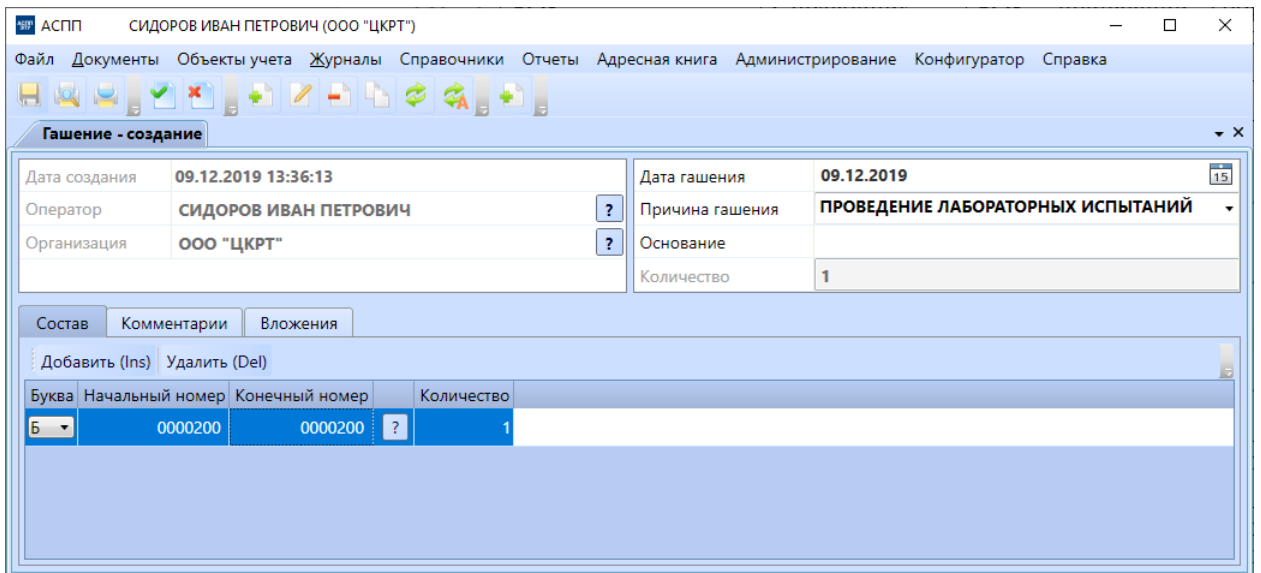 АСПП СИДОРОВ ИВАН ПЕТРОВИЧ (ООО "ЦКРТ")
Файл Документы Объекты учета Журналы Справочники Отчеты Адресная книга Администрирование Конфигуратор Справка
Гашение - создание
Дата создания 09.12.2019 13:36:13
Оператор СИДОРОВ ИВАН ПЕТРОВИЧ ?
Организация ООО "ЦКРТ" ?
Дата гашения 09.12.2019 15
Причина гашения ПРОВЕДЕНИЕ ЛАБОРАТОРНЫХ ИСПЫТАНИЙ
Основание
Количество 1
Состав Комментарии Вложения
Добавить (Ins) Удалить (Del)
Буква Начальный номер Конечный номер Количество
Б 0000200 0000200 ? 1